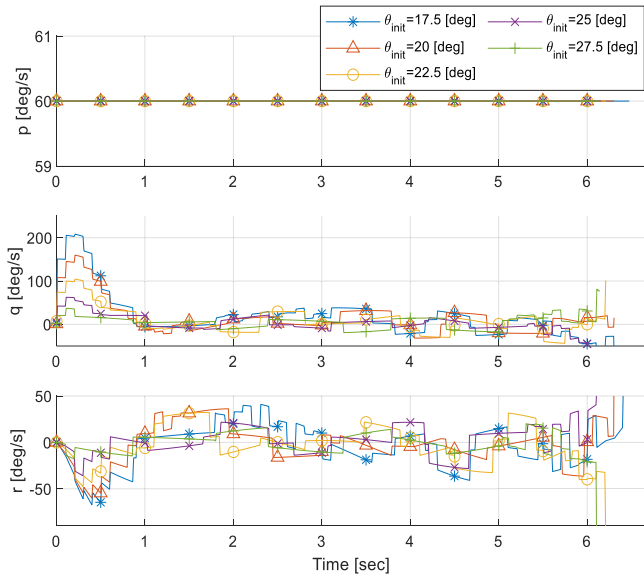 θinit=17.5 [deg]
θinit=20 [deg]
θinit=22.5 [deg]
θinit=25 [deg]
θinit=27.5 [deg]
p [deg/s]
61
60
59
0 1 2 3 4 5 6
q [deg/s]
200
100
0
0 1 2 3 4 5 6
r [deg/s]
50
0
-50
0 1 2 3 4 5 6
Time [sec]